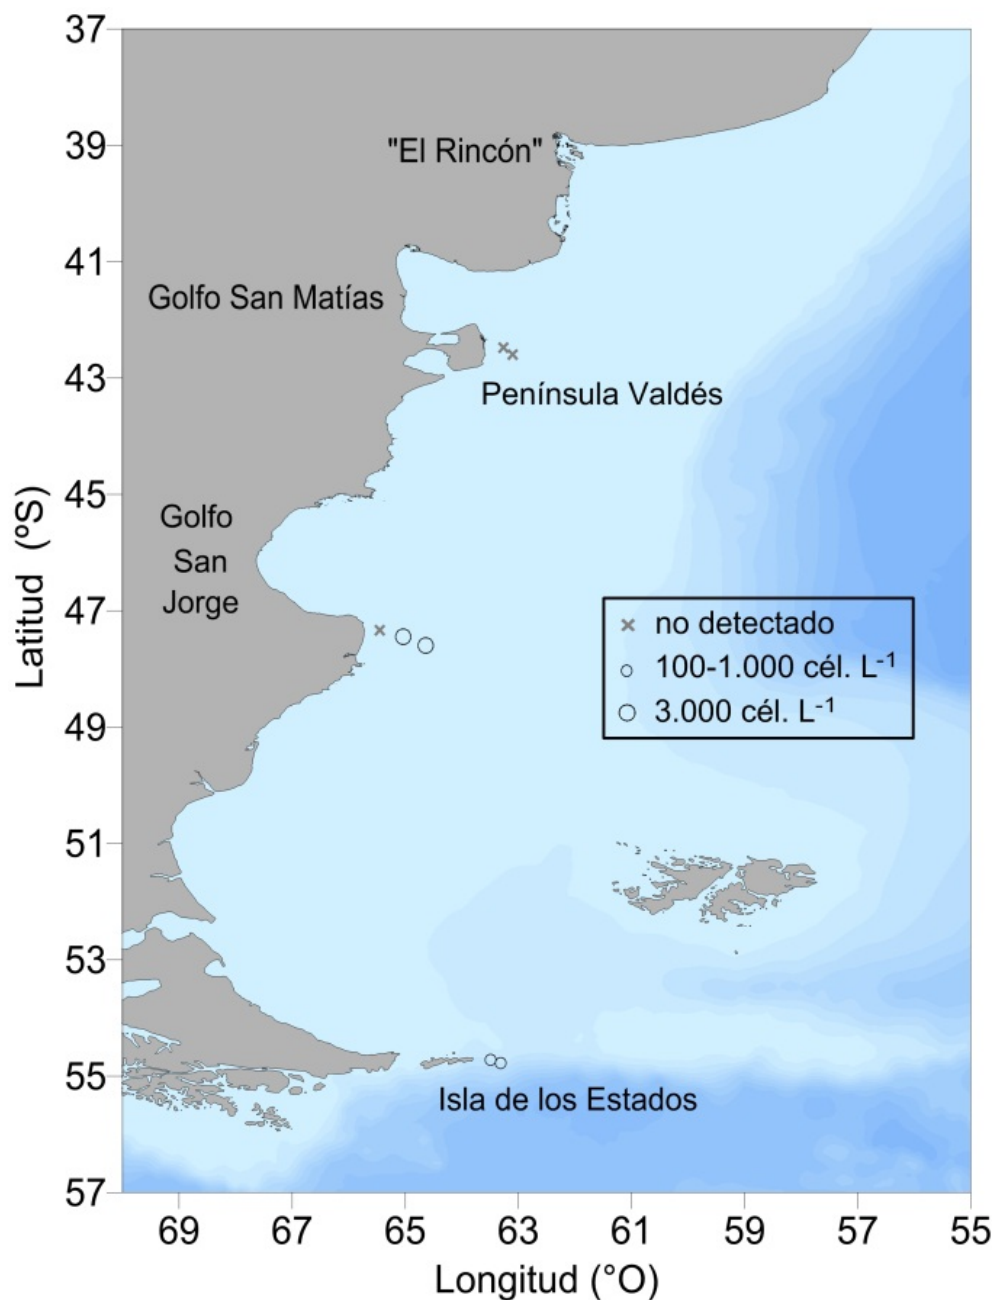 37
39
41
43
45
47
49
51
53
55
57
Latitud (ºS)
"El Rincón"
Golfo San Matías
Península Valdés
Golfo
San
Jorge
no detectado
100-1.000 cél. L⁻¹
3.000 cél. L⁻¹
Isla de los Estados
69 67 65 63 61 59 57 55
Longitud (°O)